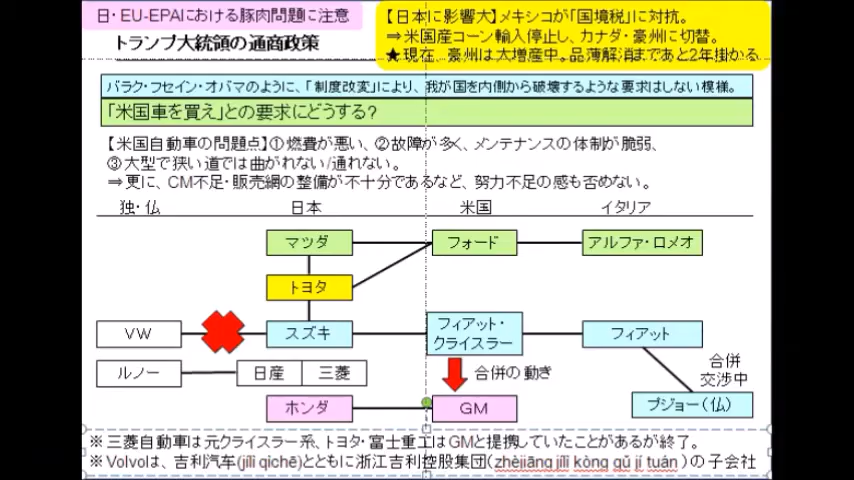 日・EU-EPAIにおける豚肉問題に注意
トランプ大統領の通商政策
【日本に影響大】メキシコが「国境税」に対抗。
⇒米国産コーン輸入停止し、カナダ・豪州に切替。
★現在、豪州は大増産中。品薄解消まであと2年掛かる
バラク・フセイン・オバマのように、「制度改変」により、我が国を内側から破壊するような要求はしない模様。
「米国車を買え」との要求にどうする?
【米国自動車の問題点】①燃費が悪い、②故障が多く、メンテナンスの体制が脆弱、
③大型で狭い道では曲がれない/通れない。
⇒更に、CM不足・販売網の整備が不十分であるなど、努力不足の感も否めない。
独・仏 日本 米国 イタリア
マツダ フォード アルファ・ロメオ
トヨタ
VW スズキ フィアット・クライスラー フィアット
ルノー 日産 三菱 合併の動き 合併交渉中
ホンダ GM プジョー(仏)
※三菱自動車は元クライスラー系、トヨタ・富士重工はGMと提携していたことがあるが終了。
※Volvoは、吉利汽车(jílì qìchē)とともに浙江吉利控股集团(zhèjiāng jílì kòng gǔ jí tuán )の子会社